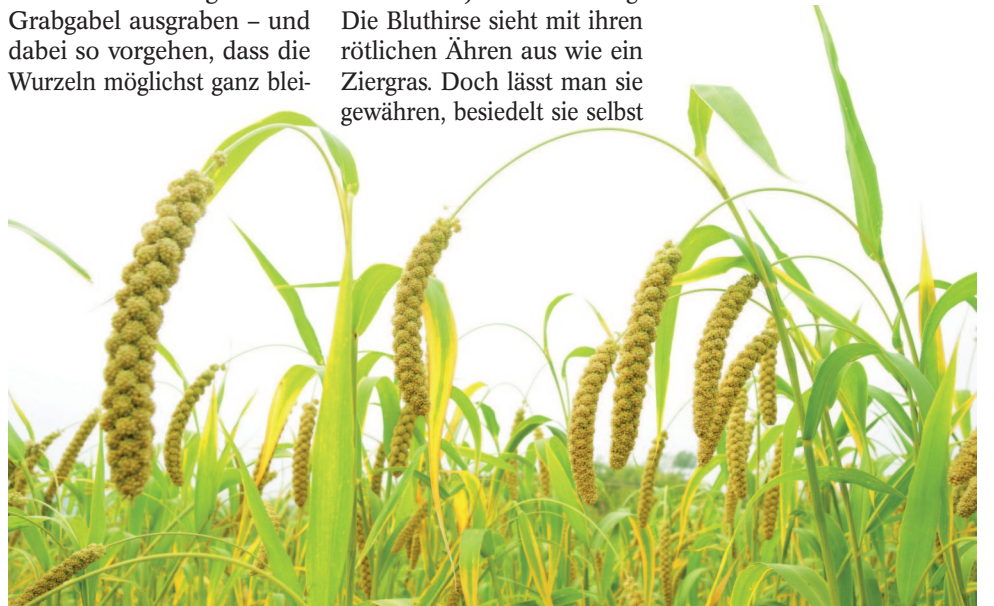 Grabgabel ausgraben – und
dabei so vorgehen, dass die
Wurzeln möglichst ganz blei-
Die Bluthirse sieht mit ihren
rötlichen Ähren aus wie ein
Ziergras. Doch lässt man sie
gewähren, besiedelt sie selbst